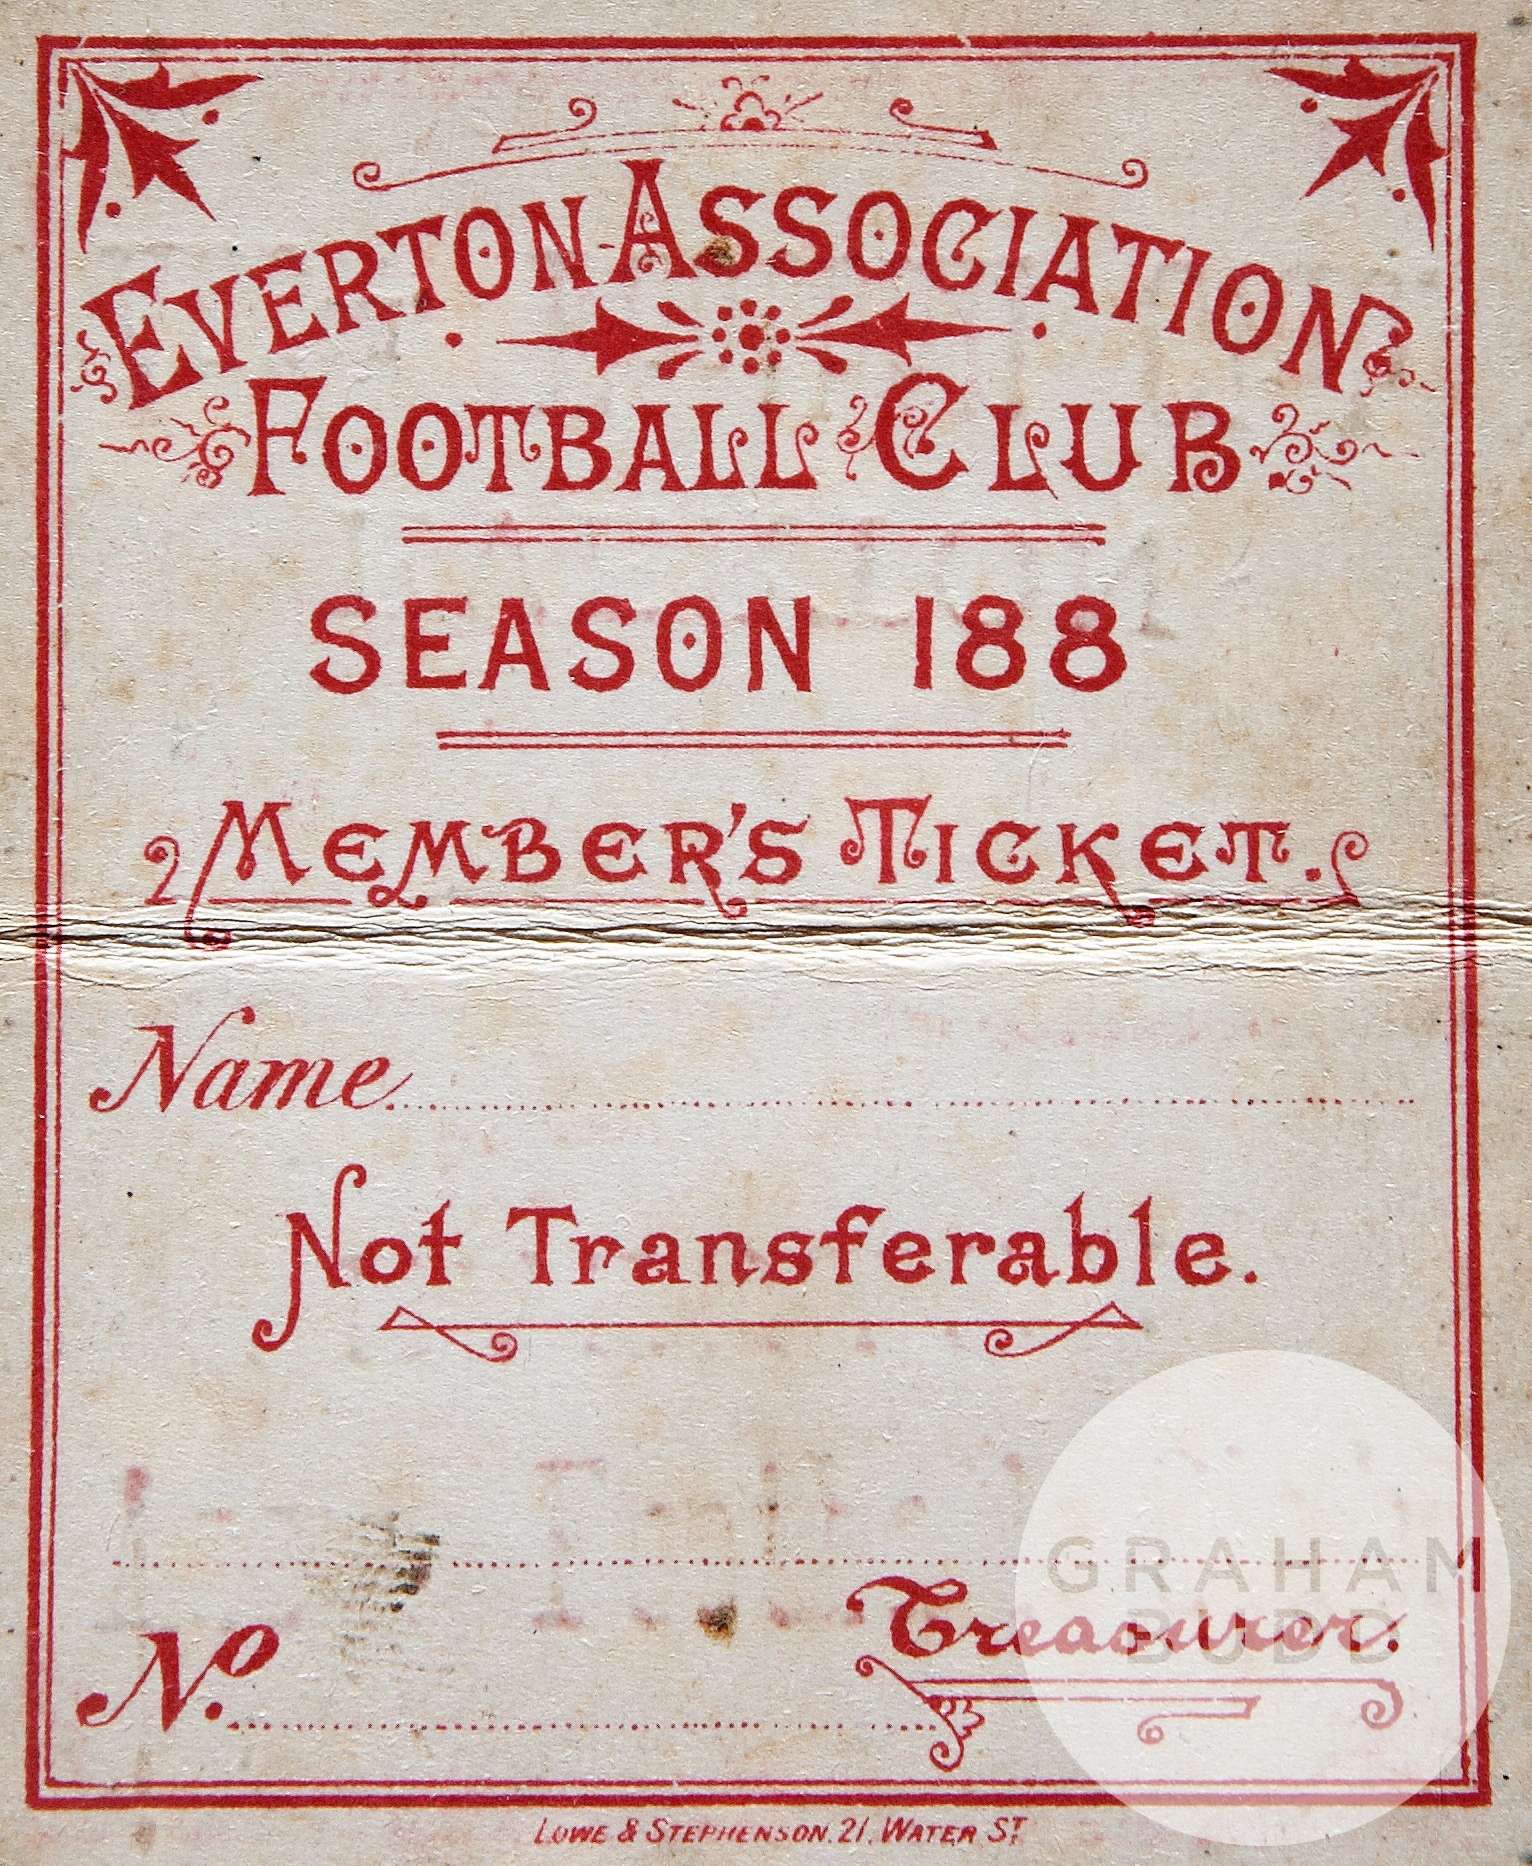 EVERTON ASSOCIATION
FOOTBALL CLUB
SEASON 188
MEMBER'S TICKET.
Name
Not Transferable.
Treasurer.
No.
LOWE & STEPHENSON. 21, WATER ST.
GRAHAM
BUDD